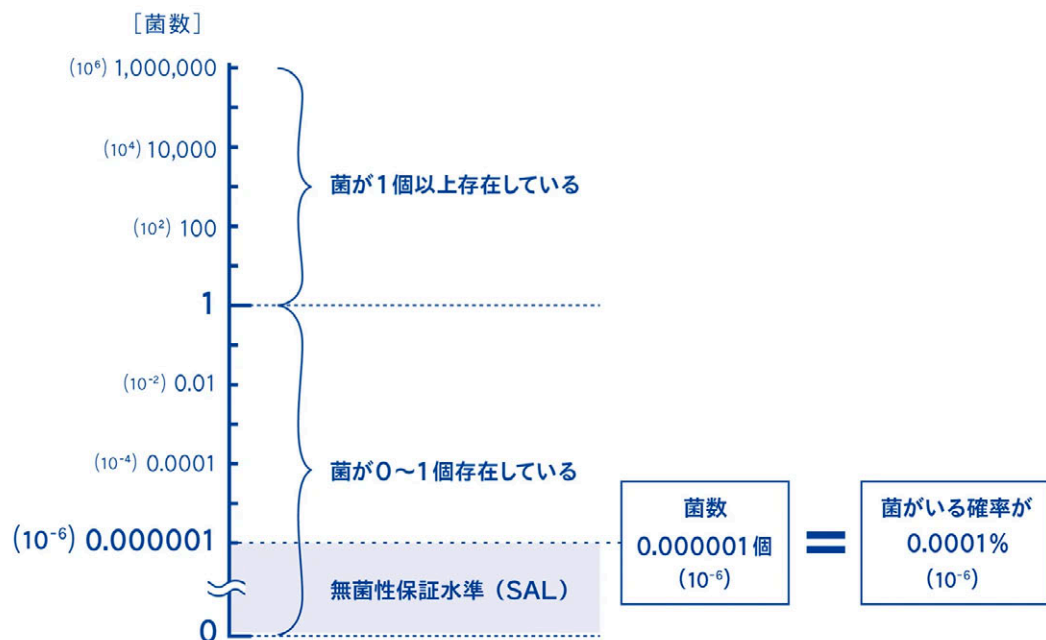 [菌数]
(10⁶) 1,000,000
(10⁴) 10,000
菌が1個以上存在している
(10²) 100
1
(10⁻²) 0.01
(10⁻⁴) 0.0001
菌が0～1個存在している
(10⁻⁶) 0.000001
無菌性保証水準（SAL）
0
菌数
0.000001個
(10⁻⁶)
=
菌がいる確率が
0.0001%
(10⁻⁶)